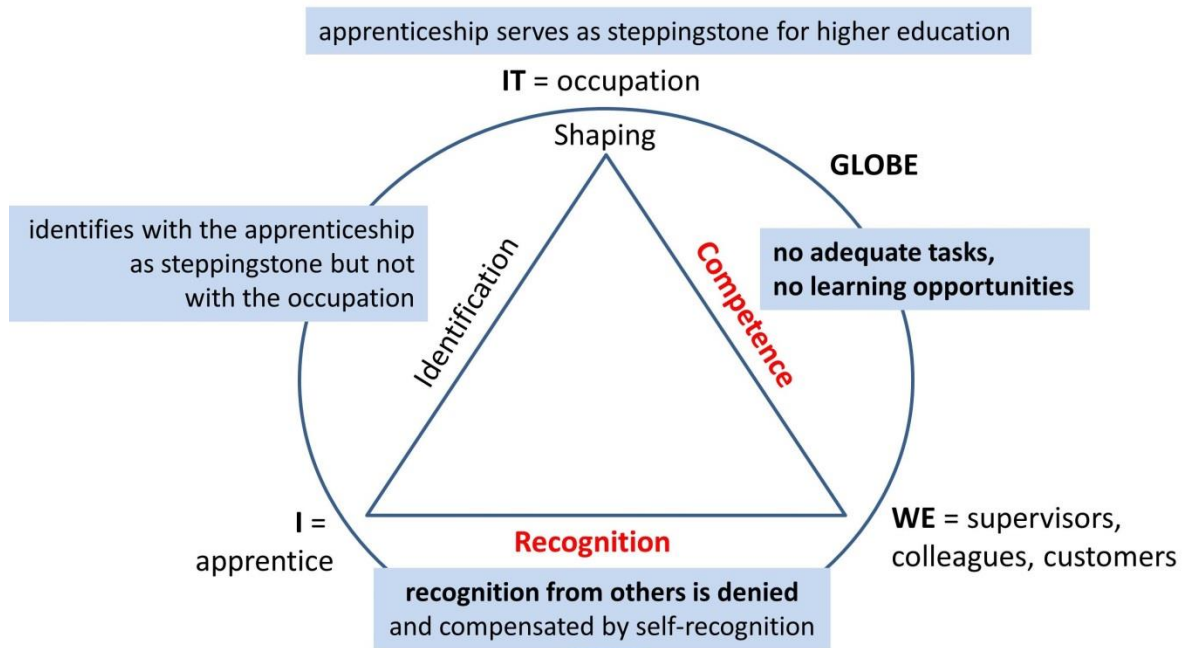 apprenticeship serves as steppingstone for higher education
IT = occupation
Shaping
GLOBE
identifies with the apprenticeship
as steppingstone but not
with the occupation
Identification
Competence
no adequate tasks,
no learning opportunities
I =
apprentice
Recognition
WE = supervisors,
colleagues, customers
recognition from others is denied
and compensated by self-recognition